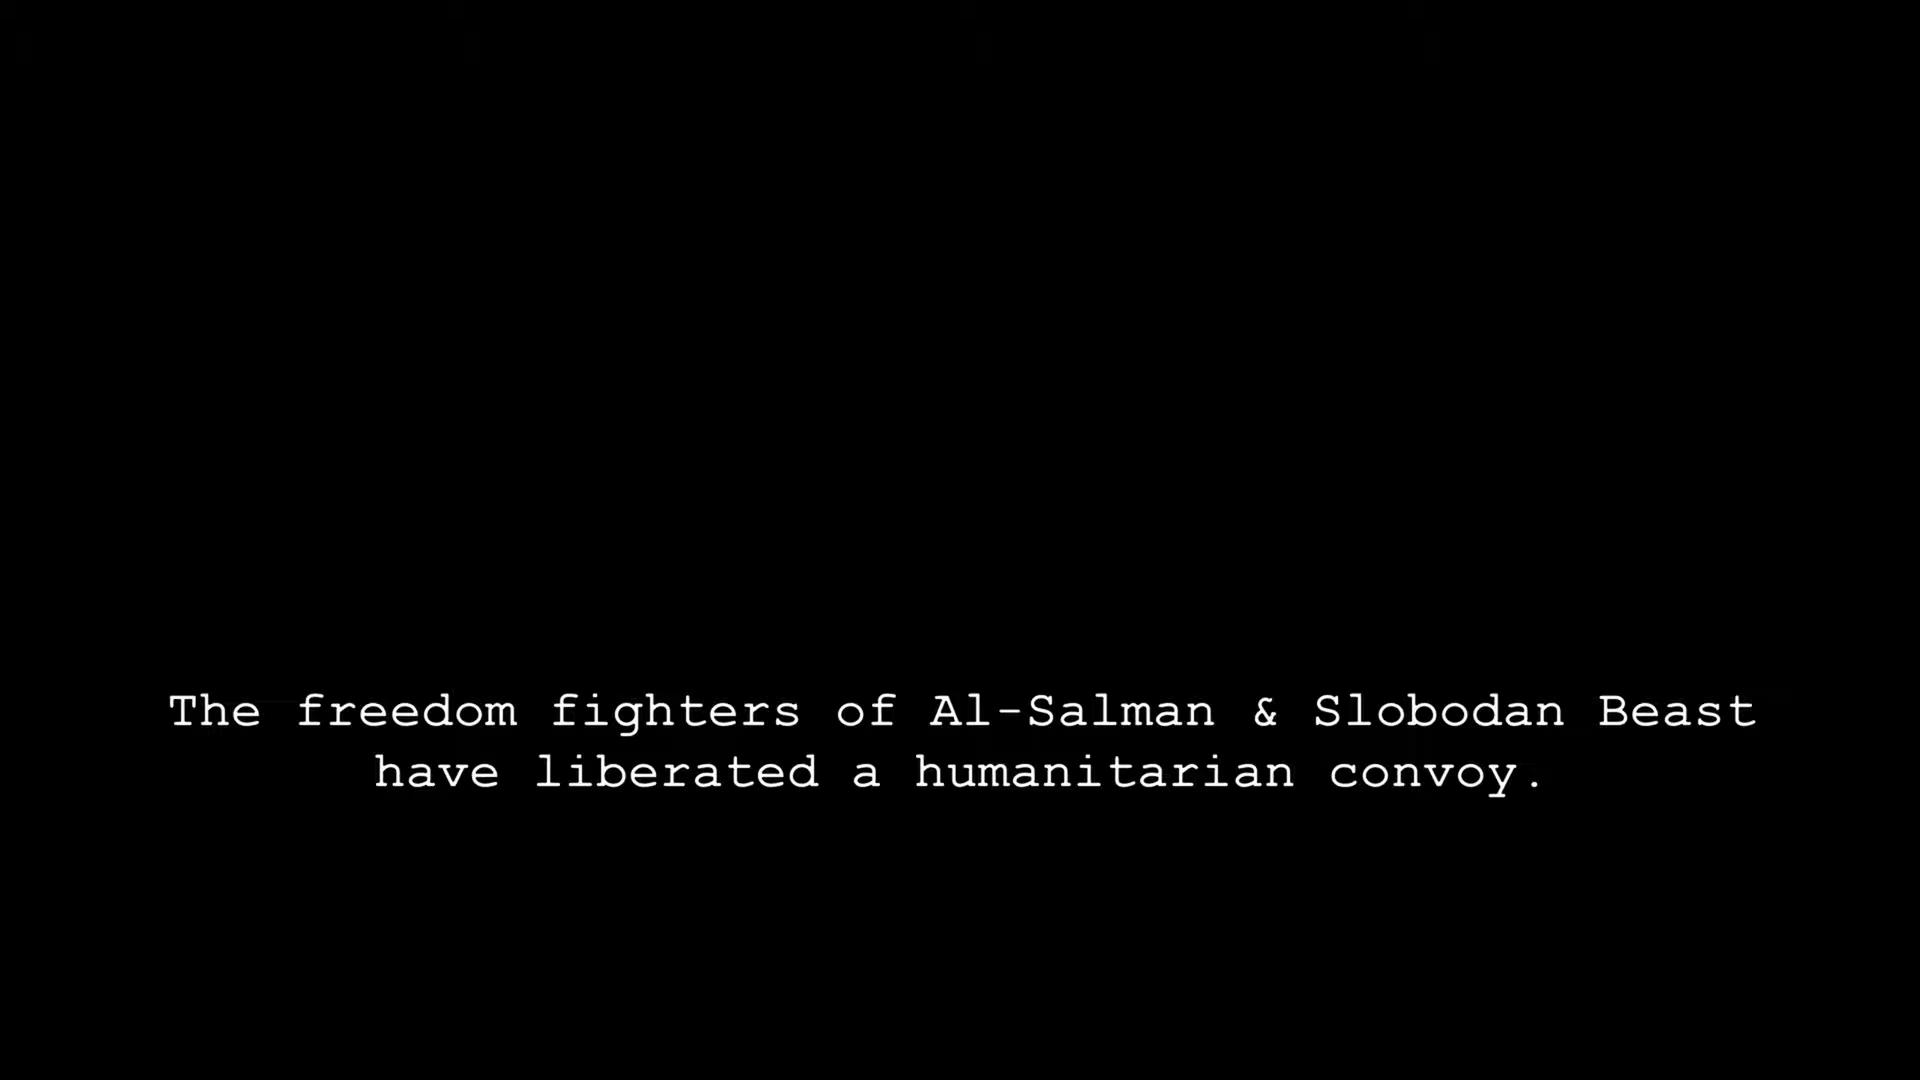 The freedom fighters of Al-Salman & Slobodan Beast
have liberated a humanitarian convoy.